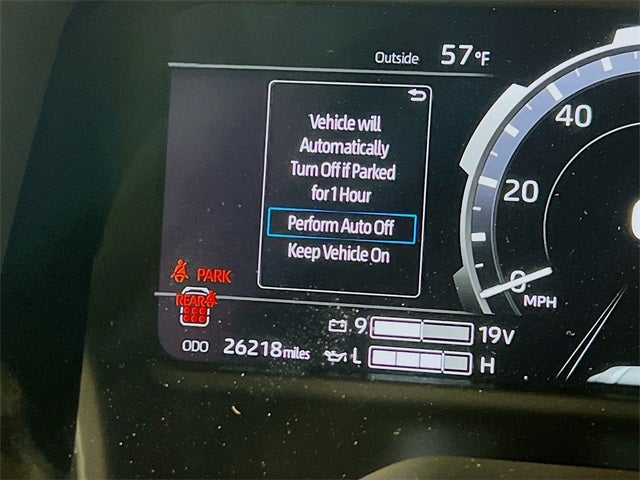 Outside 57°F
Vehicle will
Automatically
Turn Off if Parked
for 1 Hour
Perform Auto Off
Keep Vehicle On
40
20
0
MPH
PARK
REAR
9 19V
ODO 26218 miles
L H